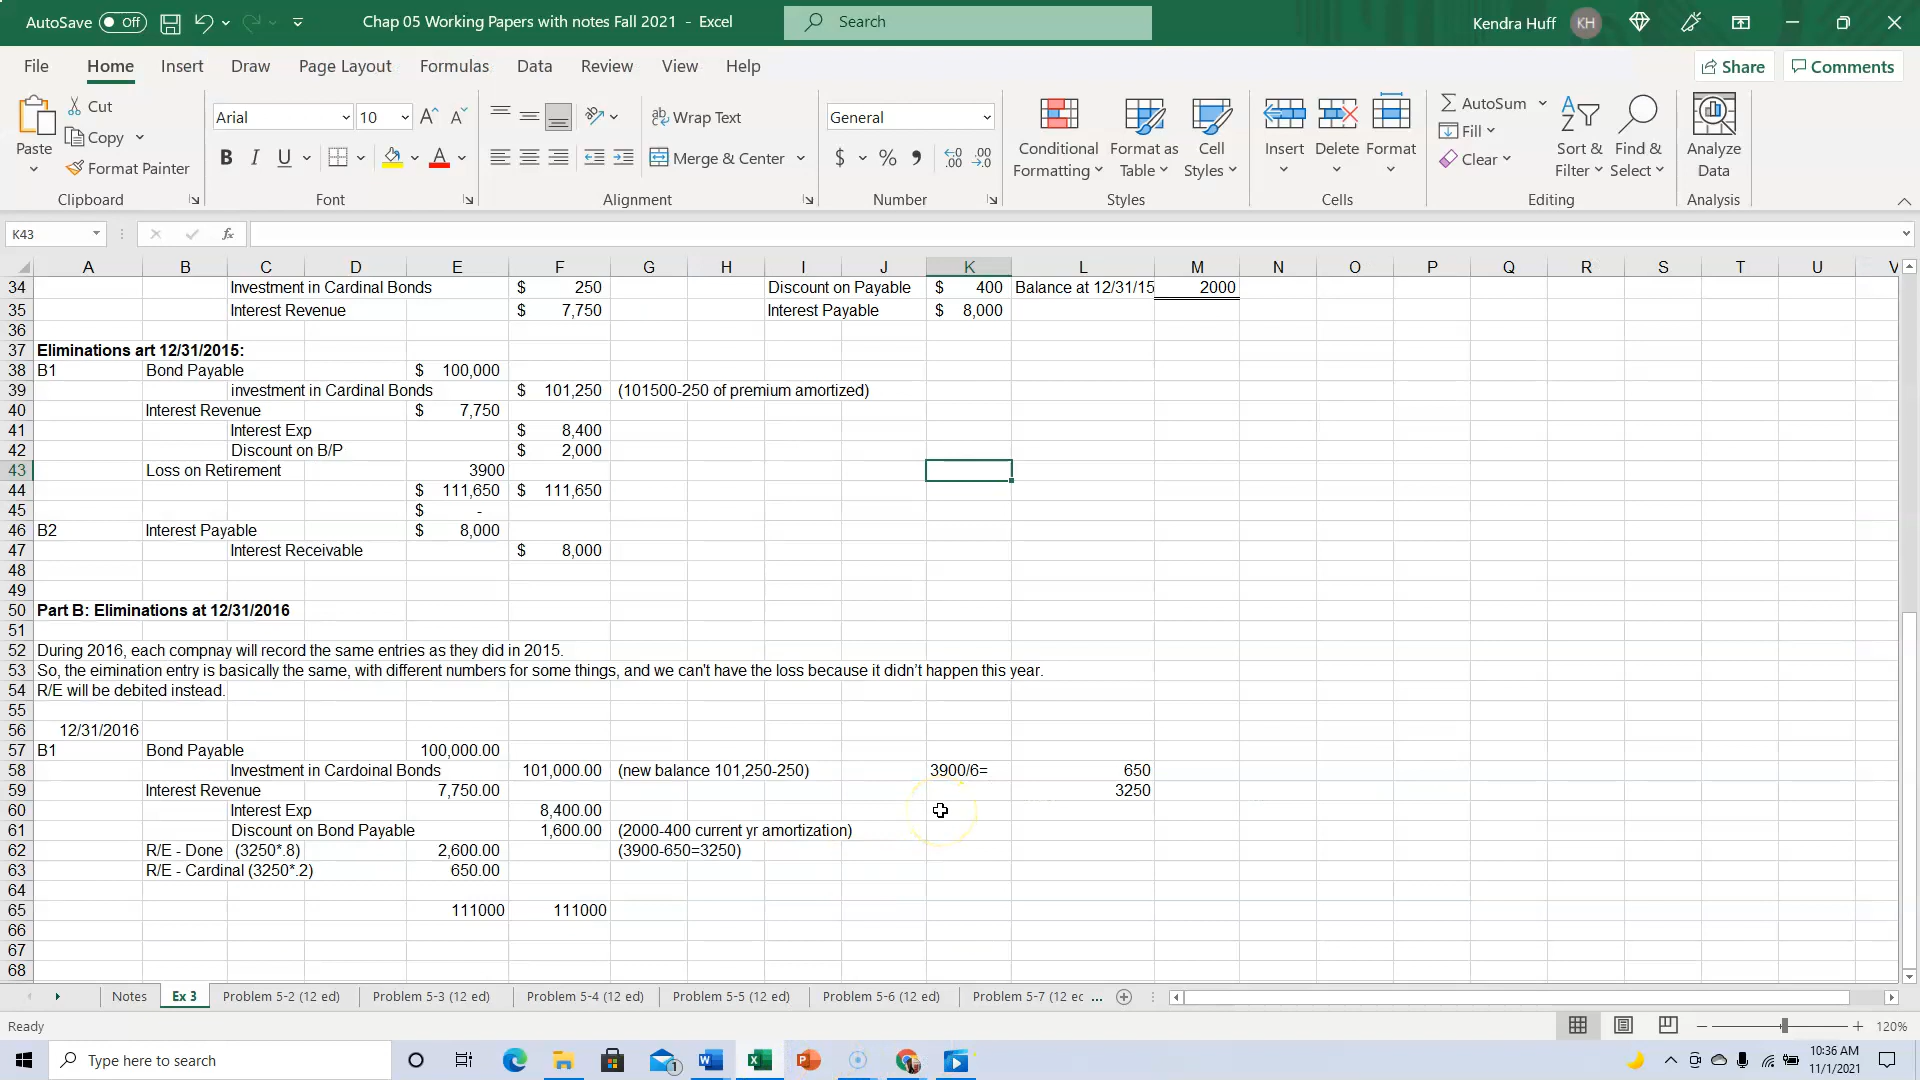 AutoSave Off Chap 05 Working Papers with notes Fall 2021 - Excel Search Kendra Huff KH
File Home Insert Draw Page Layout Formulas Data Review View Help Share Comments
Cut Arial 10 Wrap Text General AutoSum
Copy Fill
Paste Format Painter B I U A Merge & Center $ % , Conditional Formatting Format as Table Cell Styles Insert Delete Format Clear Sort & Filter Find & Select Analyze Data
Clipboard Font Alignment Number Styles Cells Editing Analysis
K43 fx
A B C D E F G H I J K L M N O P Q R S T U V
34 Investment in Cardinal Bonds $ 250 Discount on Payable $ 400 Balance at 12/31/15 2000
35 Interest Revenue $ 7,750 Interest Payable $ 8,000
36
37 Eliminations art 12/31/2015:
38 B1 Bond Payable $ 100,000
39 investment in Cardinal Bonds $ 101,250 (101500-250 of premium amortized)
40 Interest Revenue $ 7,750
41 Interest Exp $ 8,400
42 Discount on B/P $ 2,000
43 Loss on Retirement 3900
44 $ 111,650 $ 111,650
45 $ -
46 B2 Interest Payable $ 8,000
47 Interest Receivable $ 8,000
48
49
50 Part B: Eliminations at 12/31/2016
51
52 During 2016, each compnay will record the same entries as they did in 2015.
53 So, the eimination entry is basically the same, with different numbers for some things, and we can't have the loss because it didn't happen this year.
54 R/E will be debited instead.
55
56 12/31/2016
57 B1 Bond Payable 100,000.00
58 Investment in Cardoinal Bonds 101,000.00 (new balance 101,250-250) 3900/6= 650
59 Interest Revenue 7,750.00 3250
60 Interest Exp 8,400.00
61 Discount on Bond Payable 1,600.00 (2000-400 current yr amortization)
62 R/E - Done (3250*.8) 2,600.00 (3900-650=3250)
63 R/E - Cardinal (3250*.2) 650.00
64
65 111000 111000
66
67
68
Notes Ex 3 Problem 5-2 (12 ed) Problem 5-3 (12 ed) Problem 5-4 (12 ed) Problem 5-5 (12 ed) Problem 5-6 (12 ed) Problem 5-7 (12 ec ...
Ready 120%
Type here to search 1 10:36 AM
11/1/2021